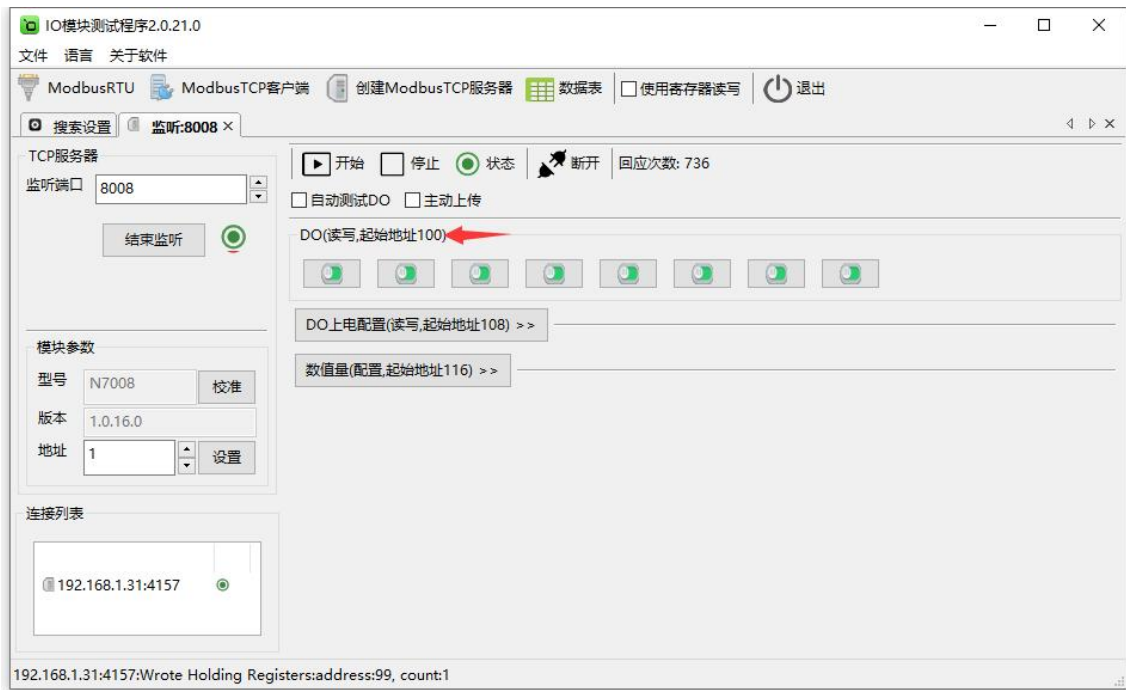 IO模块测试程序2.0.21.0
文件 语言 关于软件
ModbusRTU ModbusTCP客户端 创建ModbusTCP服务器 数据表 使用寄存器读写 退出
搜索设置 监听:8008
TCP服务器
监听端口 8008
结束监听
模块参数
型号 N7008 校准
版本 1.0.16.0
地址 1 设置
连接列表
192.168.1.31:4157
开始 停止 状态 断开 回应次数: 736
自动测试DO 主动上传
DO(读写,起始地址100)
DO上电配置(读写,起始地址108) >>
数值量(配置,起始地址116) >>
192.168.1.31:4157:Wrote Holding Registers:address:99, count:1